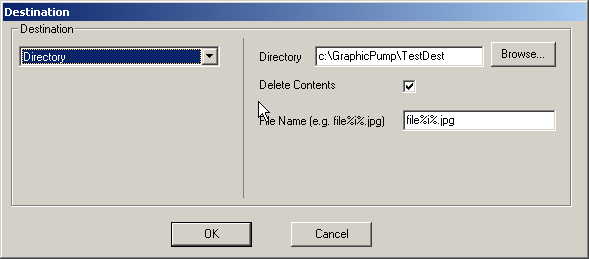 Destination
Destination
Directory
Directory c:\GraphicPump\TestDest Browse...
Delete Contents
File Name (e.g. file%i%.jpg) file%i%.jpg
OK Cancel